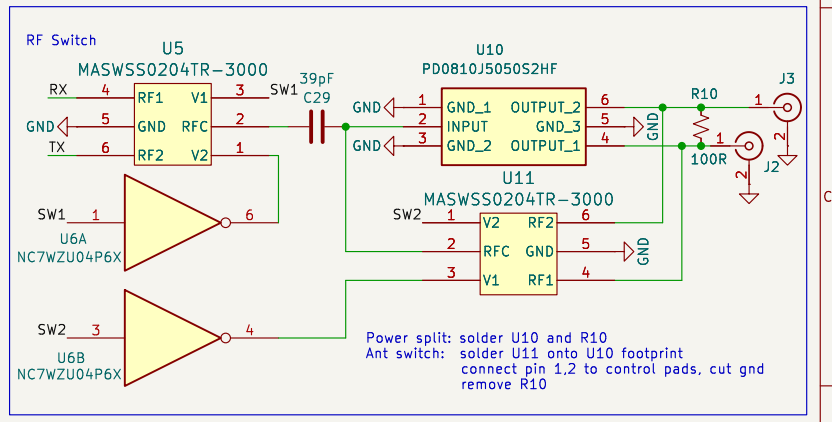 RF Switch
U5
MASWSS0204TR-3000
RX 4 RF1 V1 3 SW1
GND 5 GND RFC 2
TX 6 RF2 V2 1
39pF
C29
U10
PD0810J5050S2HF
GND 1 GND_1 OUTPUT_2 6
2 INPUT GND_3 5 GND
GND 3 GND_2 OUTPUT_1 4
R10
100R
J3
1
2
J2
1
2
U11
MASWSS0204TR-3000
SW2 1 V2 RF2 6
2 RFC GND 5 GND
3 V1 RF1 4
SW1 1 6
U6A
NC7WZU04P6X
SW2 3 4
U6B
NC7WZU04P6X
Power split: solder U10 and R10
Ant switch: solder U11 onto U10 footprint
connect pin 1,2 to control pads, cut gnd
remove R10
C